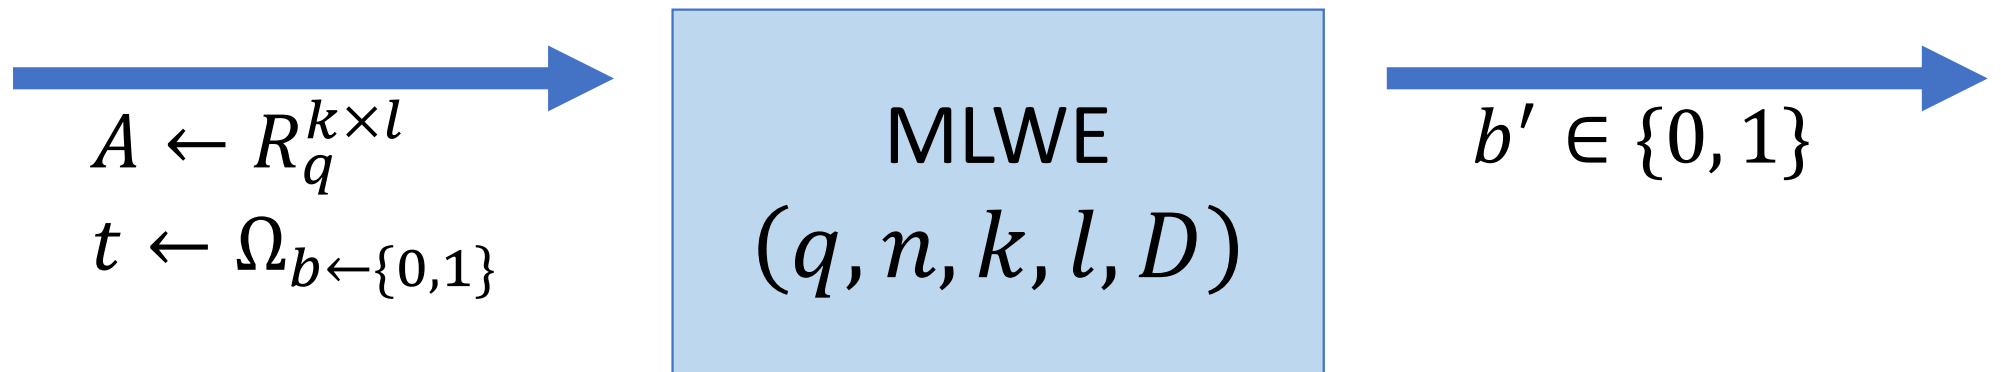 A ← R_q^{k×l}
t ← Ω_{b←{0,1}}
MLWE
(q, n, k, l, D)
b′ ∈ {0, 1}